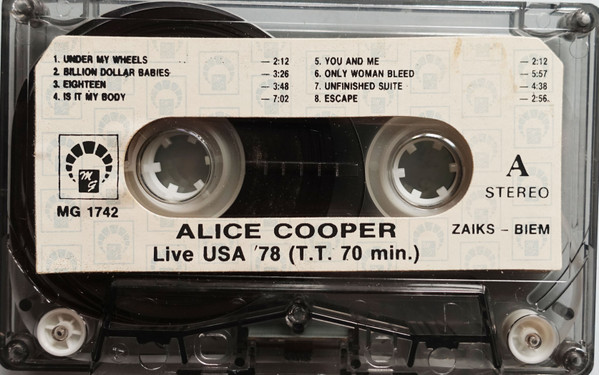 1. UNDER MY WHEELS — 2:12
2. BILLION DOLLAR BABIES — 3:26
3. EIGHTEEN — 3:48
4. IS IT MY BODY — 7:02
5. YOU AND ME — 2:12
6. ONLY WOMAN BLEED — 5:57
7. UNFINISHED SUITE — 4:38
8. ESCAPE — 2:56.
MG
MG 1742
A
STEREO
ALICE COOPER
ZAIKS – BIEM
Live USA '78 (T.T. 70 min.)